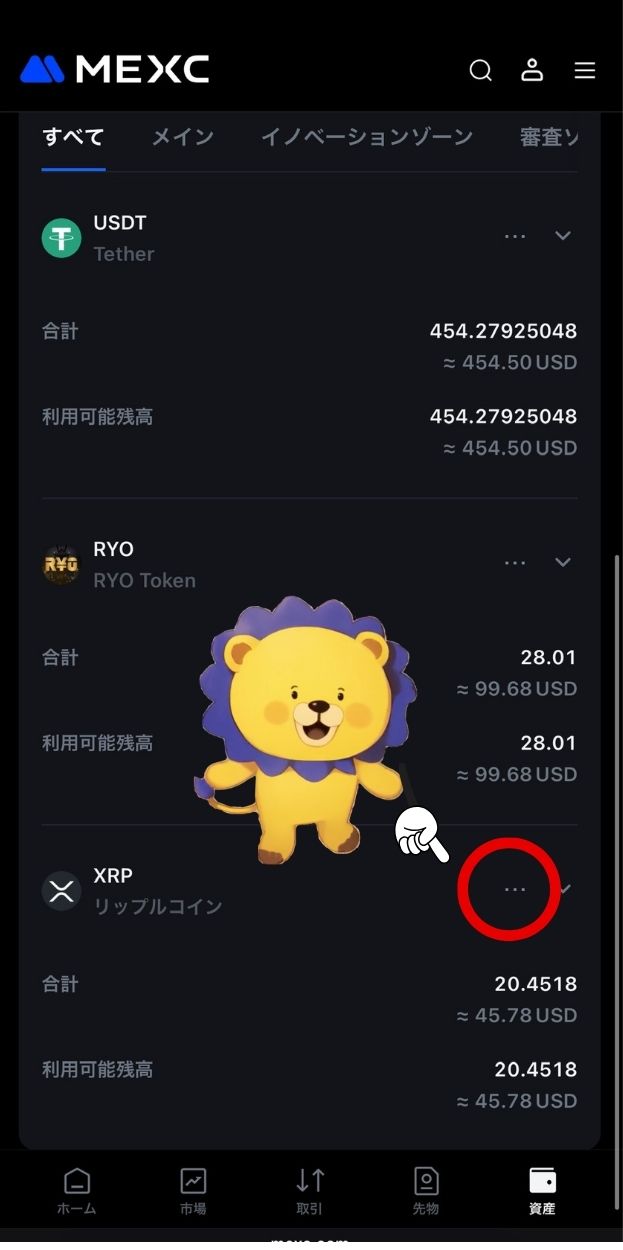 MEXC
すべて メイン イノベーションゾーン 審査ゾ
USDT
Tether
合計 454.27925048
≈ 454.50 USD
利用可能残高 454.27925048
≈ 454.50 USD
RYO
RYO Token
合計 28.01
≈ 99.68 USD
利用可能残高 28.01
≈ 99.68 USD
XRP
リップルコイン
合計 20.4518
≈ 45.78 USD
利用可能残高 20.4518
≈ 45.78 USD
ホーム 市場 取引 先物 資産